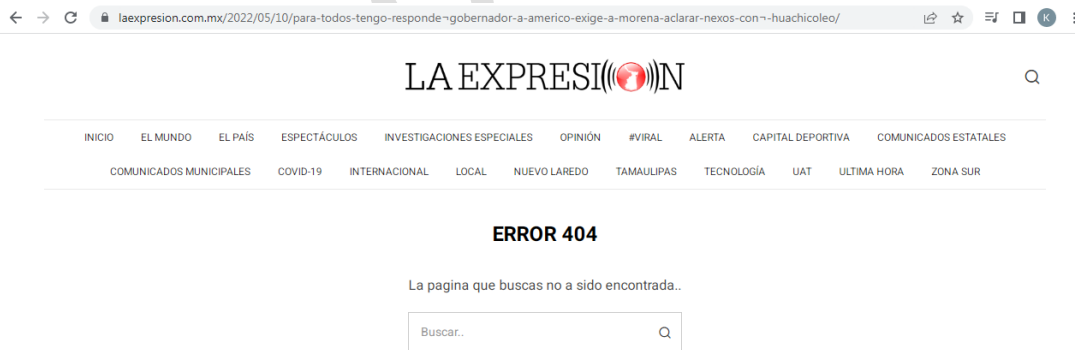 laexpresion.com.mx/2022/05/10/para-todos-tengo-responde¬gobernador-a-americo-exige-a-morena-aclarar-nexos-con¬-huachicoleo/
K
LA EXPRESIÓN
INICIO EL MUNDO EL PAÍS ESPECTÁCULOS INVESTIGACIONES ESPECIALES OPINIÓN #VIRAL ALERTA CAPITAL DEPORTIVA COMUNICADOS ESTATALES
COMUNICADOS MUNICIPALES COVID-19 INTERNACIONAL LOCAL NUEVO LAREDO TAMAULIPAS TECNOLOGÍA UAT ULTIMA HORA ZONA SUR
ERROR 404
La pagina que buscas no a sido encontrada..
Buscar..